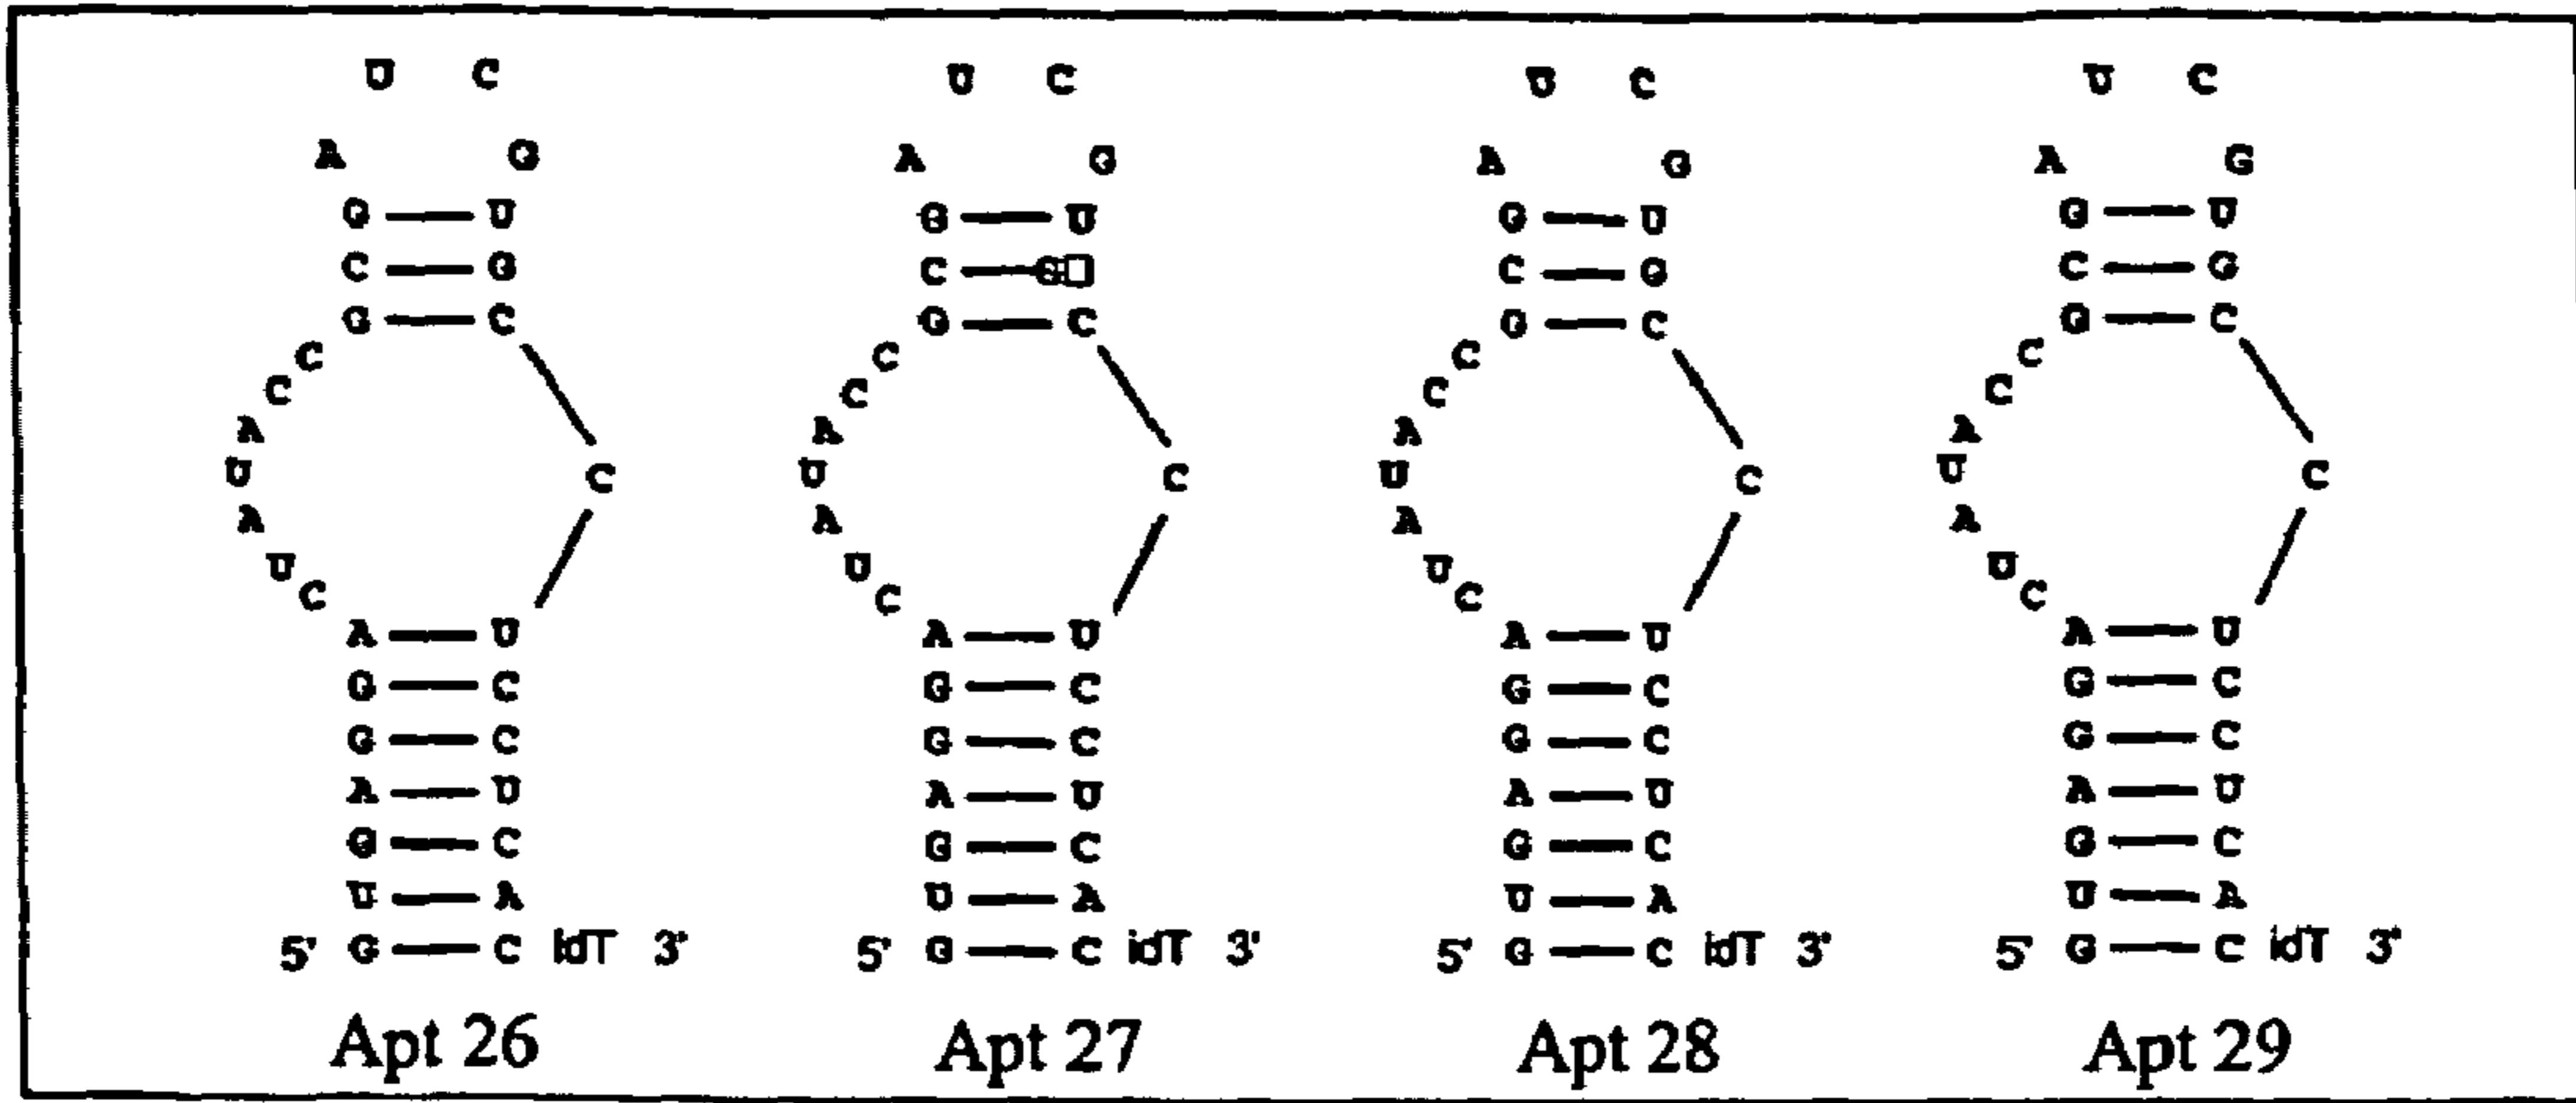 U C U C U C U C
A G A G A G A G
G U G U G U G U
C G C G□ C G C G
G C G C G C G C
C C C C
C C C C
A A A A
U C U C U C U C
A A A A
U U U U
C C C C
A U A U A U A U
G C G C G C G C
G C G C G C G C
A U A U A U A U
G C G C G C G C
U A U A U A U A
5' G C idT 3' 5' G C idT 3' 5' G C idT 3' 5' G C idT 3'
Apt 26 Apt 27 Apt 28 Apt 29